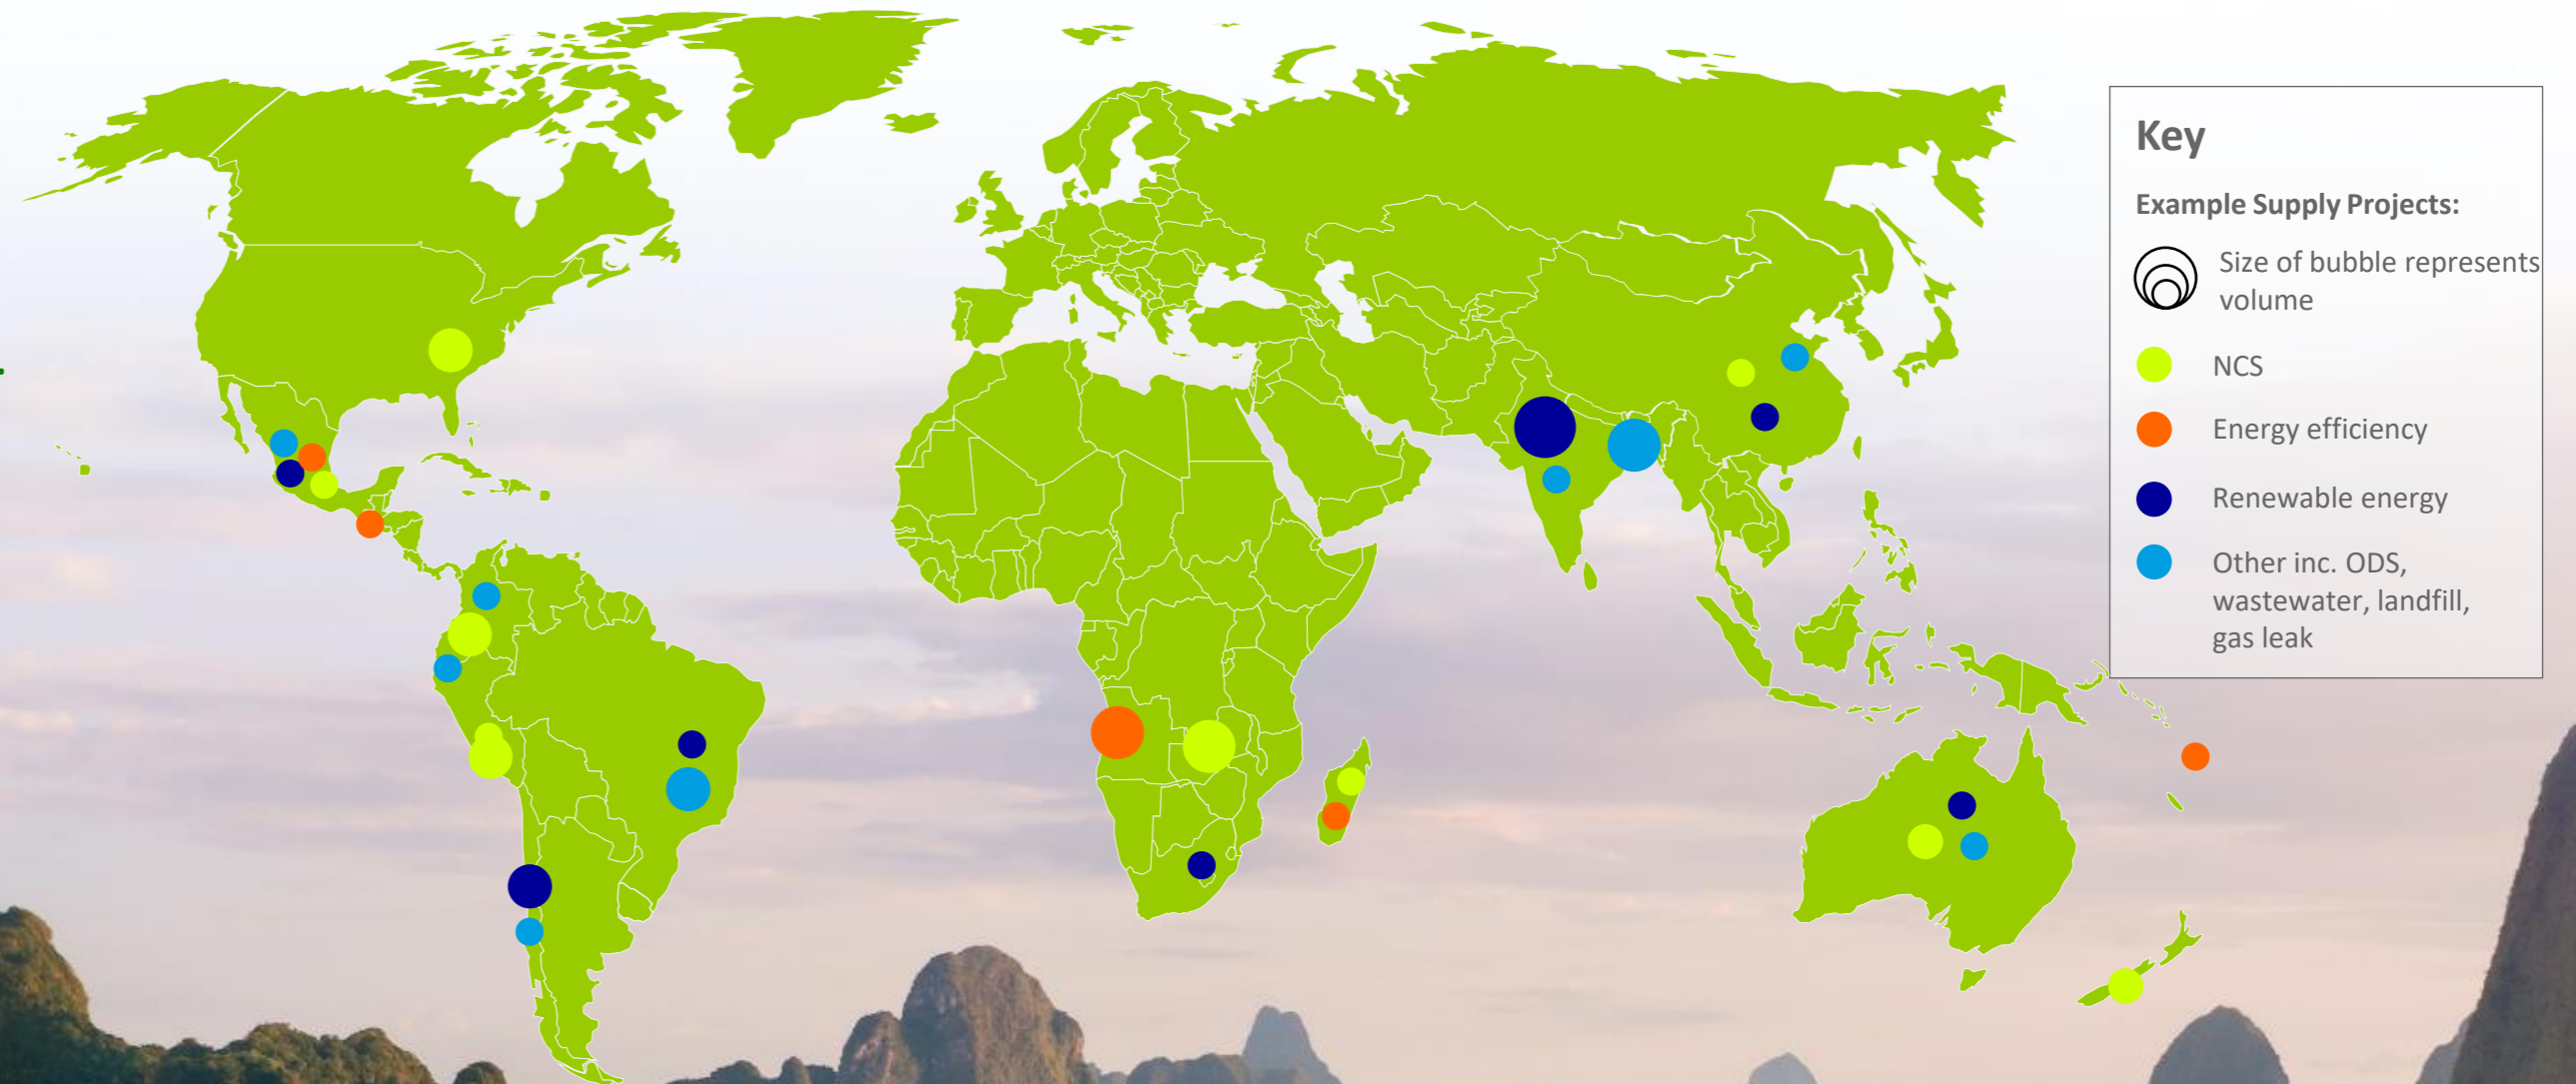 Key
Example Supply Projects:
Size of bubble represents
volume
NCS
Energy efficiency
Renewable energy
Other inc. ODS,
wastewater, landfill,
gas leak